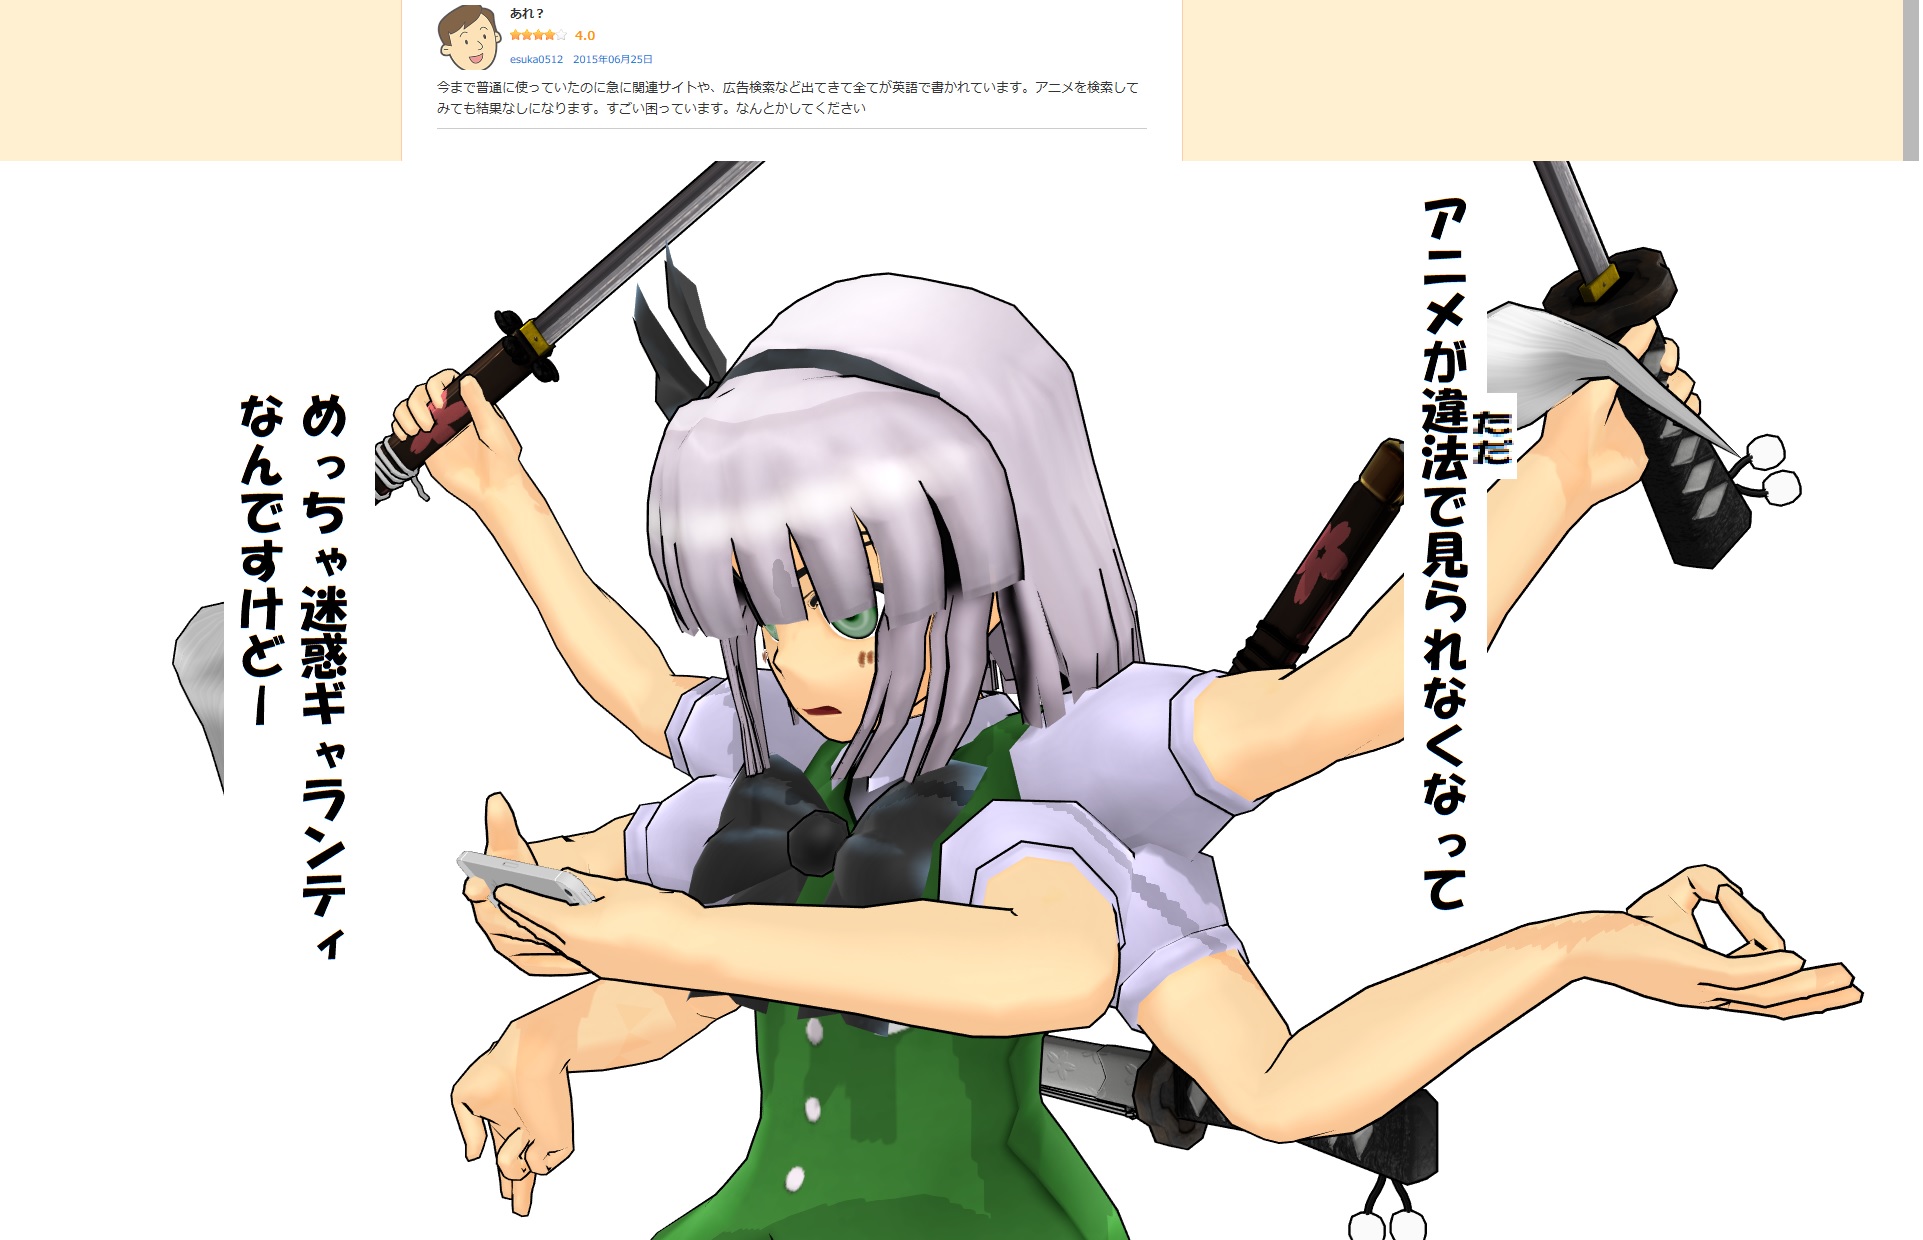 あれ？
4.0
esuka0512 2015年06月25日
今まで普通に使っていたのに急に関連サイトや、広告検索など出てきて全てが英語で書かれています。アニメを検索して
みても結果なしになります。すごい困っています。なんとかしてください
アニメが違法で見られなくなって
ただ
めっちゃ迷惑ギャランティ
なんですけどー